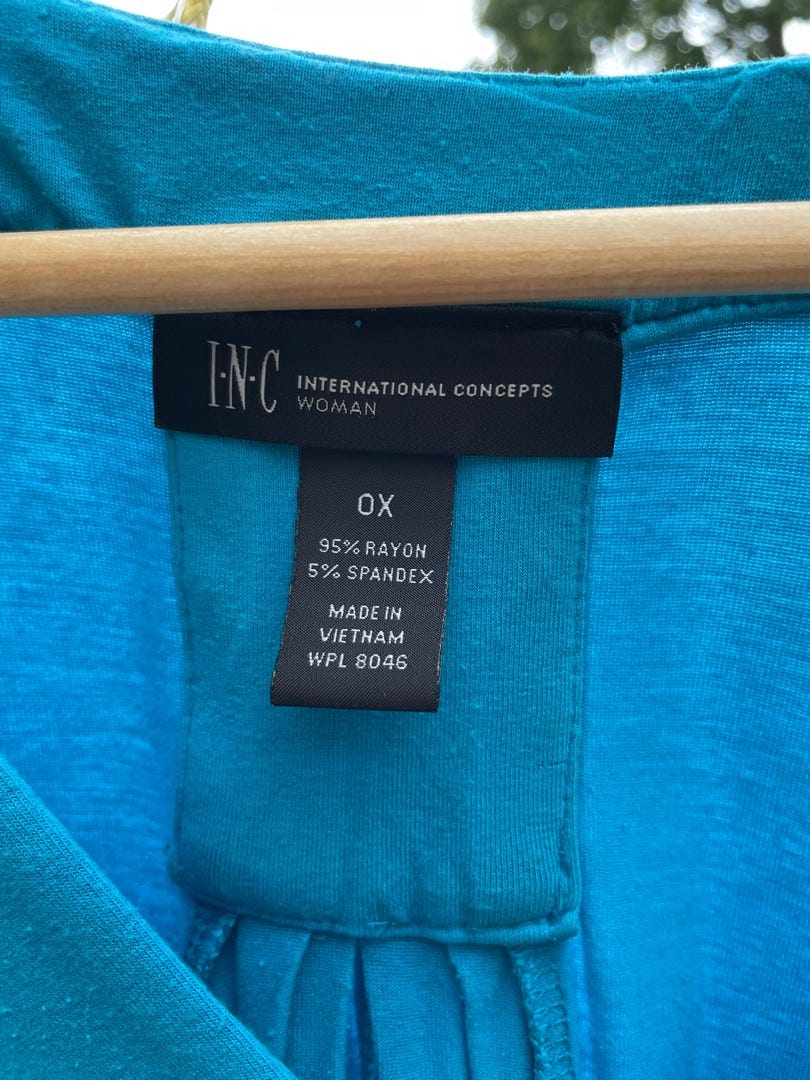 I·N·C INTERNATIONAL CONCEPTS
WOMAN
0X
95% RAYON
5% SPANDEX
MADE IN
VIETNAM
WPL 8046